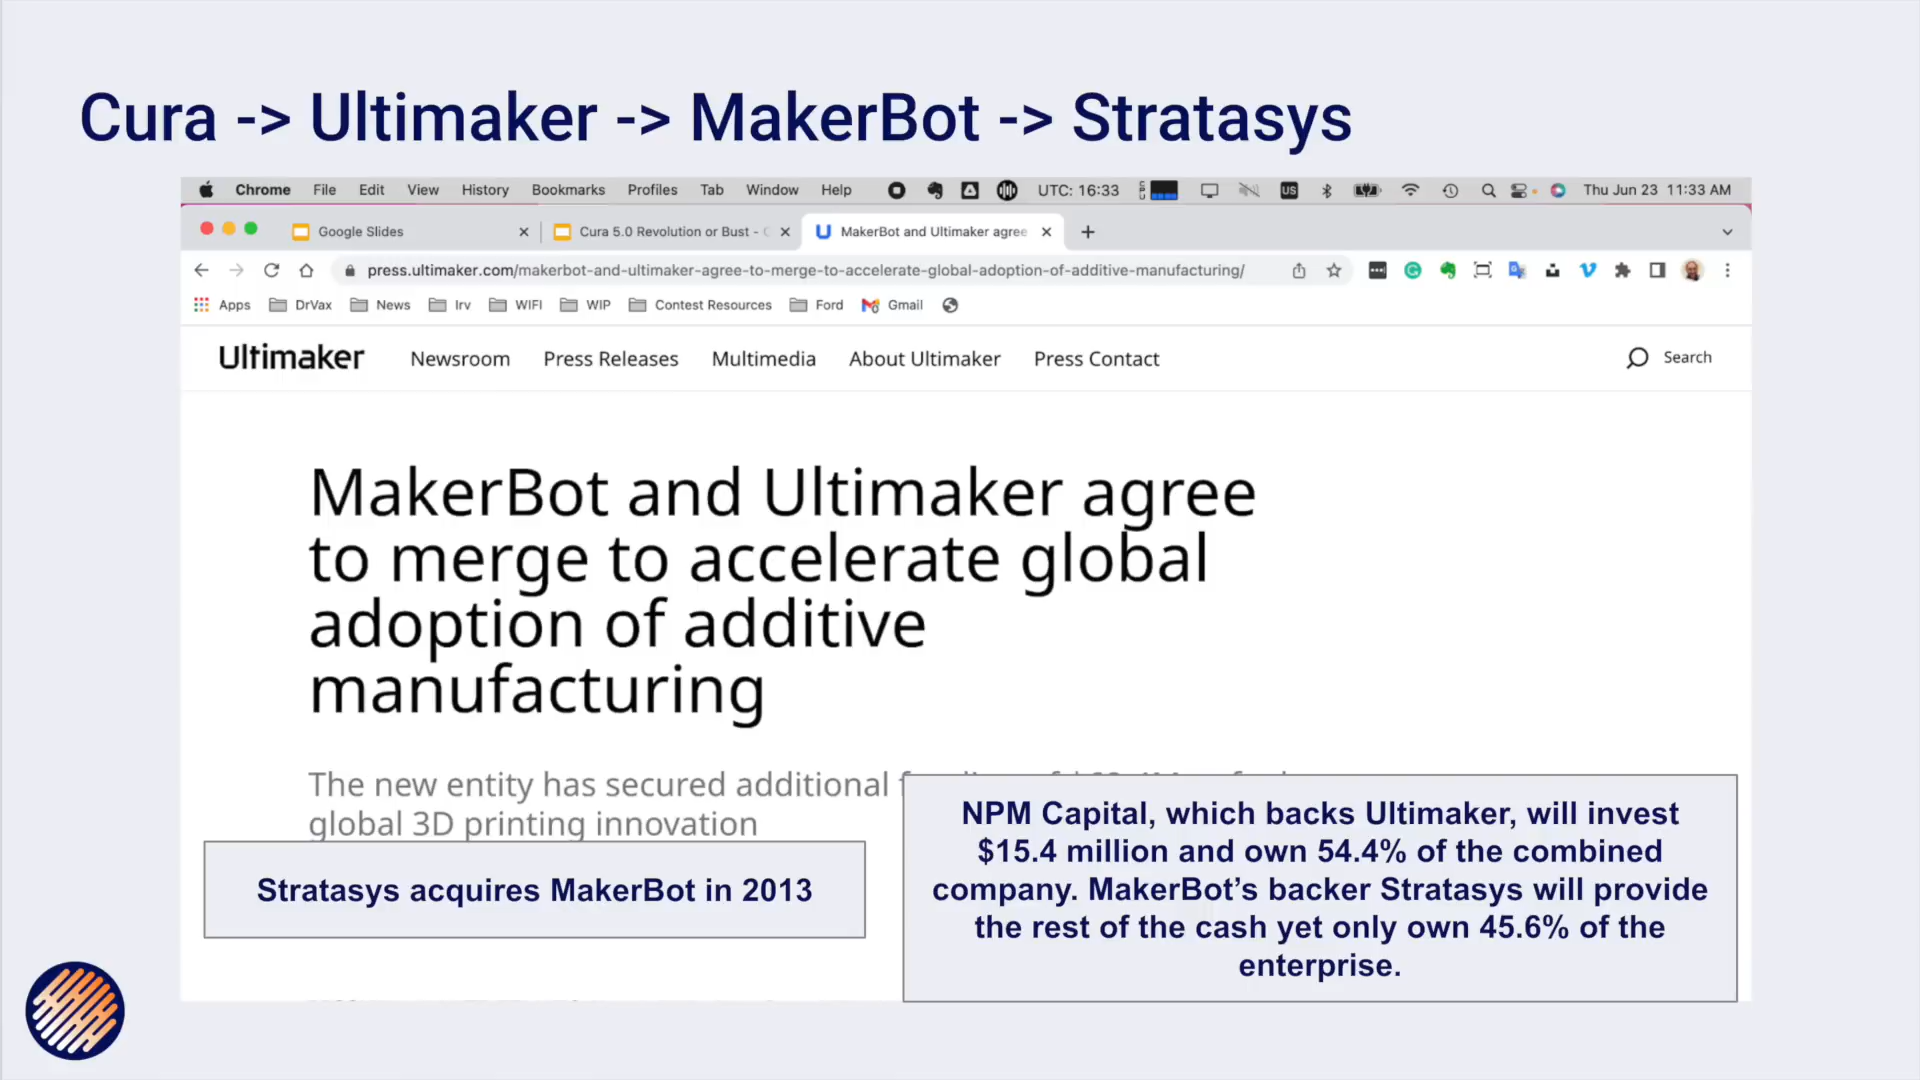 Cura -> Ultimaker -> MakerBot -> Stratasys
Chrome File Edit View History Bookmarks Profiles Tab Window Help UTC: 16:33 US Thu Jun 23 11:33 AM
Google Slides Cura 5.0 Revolution or Bust - MakerBot and Ultimaker agree
press.ultimaker.com/makerbot-and-ultimaker-agree-to-merge-to-accelerate-global-adoption-of-additive-manufacturing/
Apps DrVax News Irv WIFI WIP Contest Resources Ford Gmail
Ultimaker Newsroom Press Releases Multimedia About Ultimaker Press Contact Search
MakerBot and Ultimaker agree
to merge to accelerate global
adoption of additive
manufacturing
The new entity has secured additional
global 3D printing innovation
Stratasys acquires MakerBot in 2013
NPM Capital, which backs Ultimaker, will invest
$15.4 million and own 54.4% of the combined
company. MakerBot’s backer Stratasys will provide
the rest of the cash yet only own 45.6% of the
enterprise.